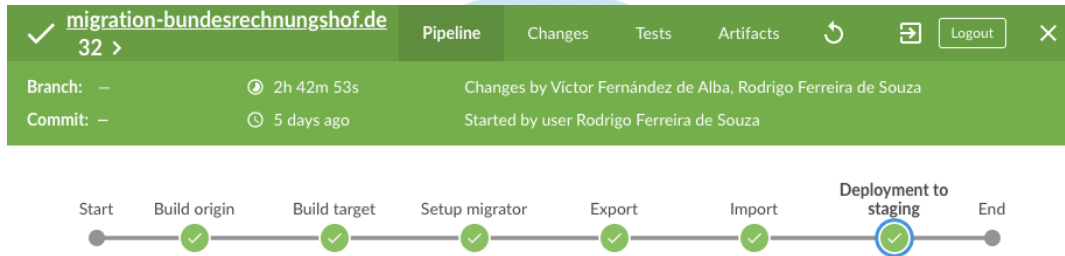 migration-bundesrechnungshof.de
32 >
Pipeline
Changes
Tests
Artifacts
Logout
Branch: —
2h 42m 53s
Changes by Víctor Fernández de Alba, Rodrigo Ferreira de Souza
Commit: —
5 days ago
Started by user Rodrigo Ferreira de Souza
Start
Build origin
Build target
Setup migrator
Export
Import
Deployment to
staging
End